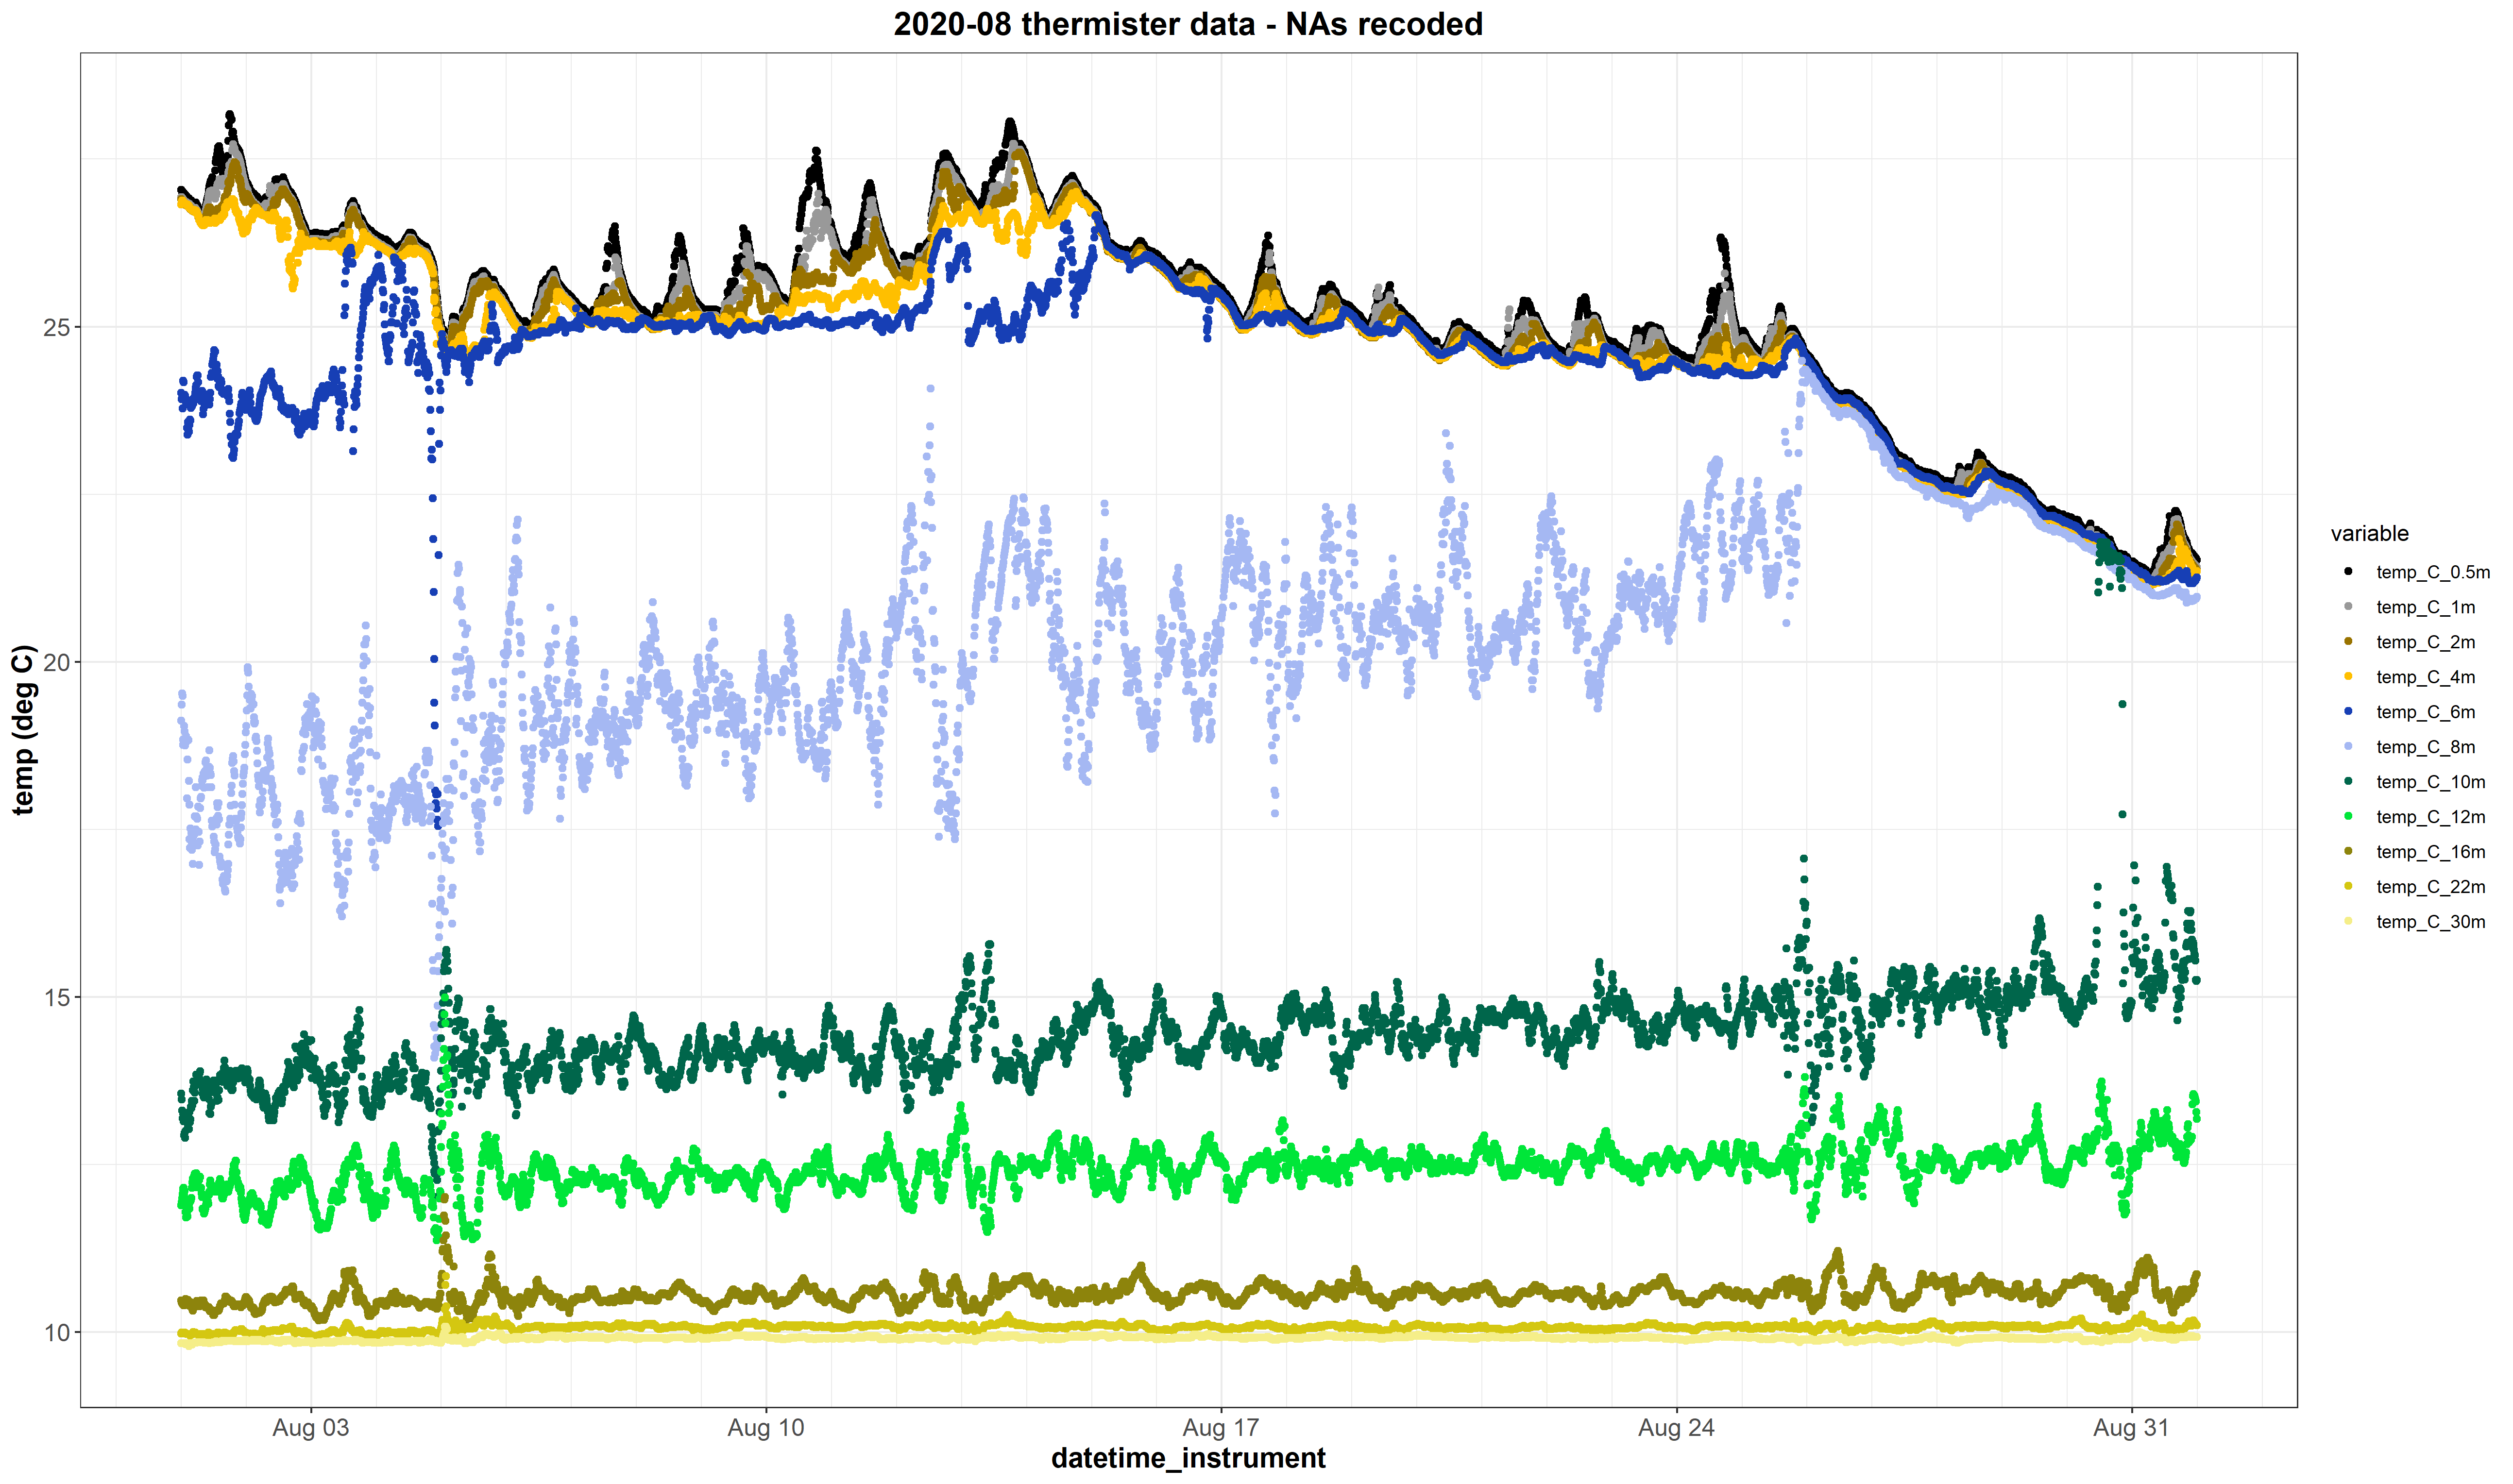 2020-08 thermister data - NAs recoded
temp (deg C)
25
20
15
10
Aug 03
Aug 10
Aug 17
Aug 24
Aug 31
datetime_instrument
variable
temp_C_0.5m
temp_C_1m
temp_C_2m
temp_C_4m
temp_C_6m
temp_C_8m
temp_C_10m
temp_C_12m
temp_C_16m
temp_C_22m
temp_C_30m